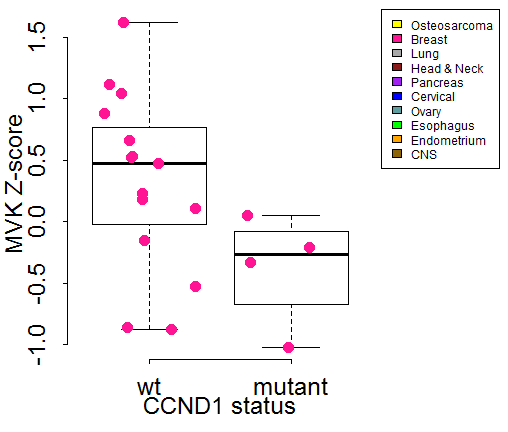 MVK Z-score
1.5
1.0
0.5
0.0
-0.5
-1.0
wt mutant
CCND1 status
Osteosarcoma
Breast
Lung
Head & Neck
Pancreas
Cervical
Ovary
Esophagus
Endometrium
CNS